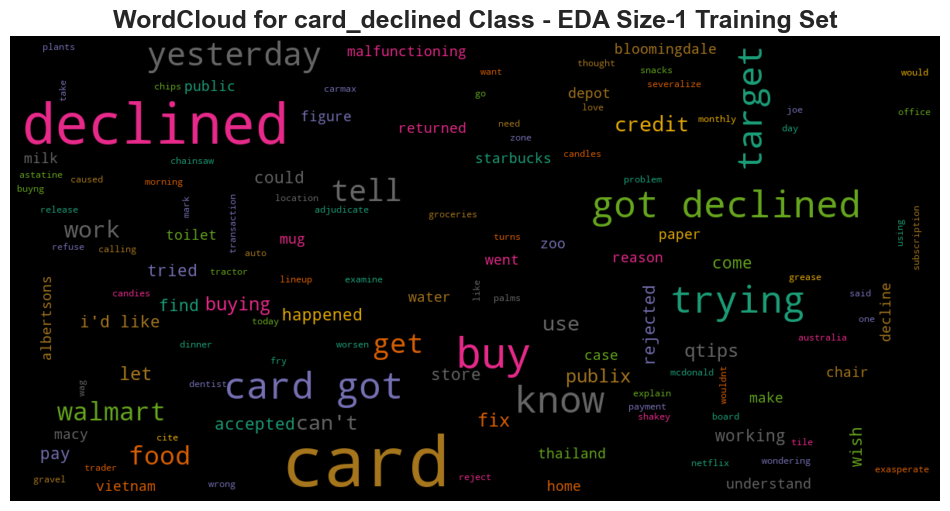 WordCloud for card_declined Class - EDA Size-1 Training Set
plants
yesterday
malfunctioning
bloomingdale
thought
want
snacks
severalize
would
take
chips
public
carmax
go
depot
love
target
figure
returned
need
credit
monthly
joe
day
office
declined
zone
milk
chainsaw
starbucks
candles
astatine
caused
morning
could
location
tell
problem
buyng
mark
got declined
release
adjudicate
groceries
transaction
work
refuse
calling
toilet
auto
mug
turns
zoo
paper
using
subscription
tried
tractor
went
reason
come
lineup
examine
like
palms
grease
candies
find
buying
water
trying
said
one
decline
albertsons
i'd like
today
happened
use
rejected
australia
dinner
worsen
get
buy
case
qtips
fry
let
wag
dentist
card got
store
publix
mcdonald
wouldnt
chair
explain
know
make
walmart
payment
shakey
board
accepted
can't
fix
macy
cite
working
tile
wish
pay
trader
food
card
thailand
netflix
wondering
exasperate
gravel
vietnam
wrong
reject
home
understand